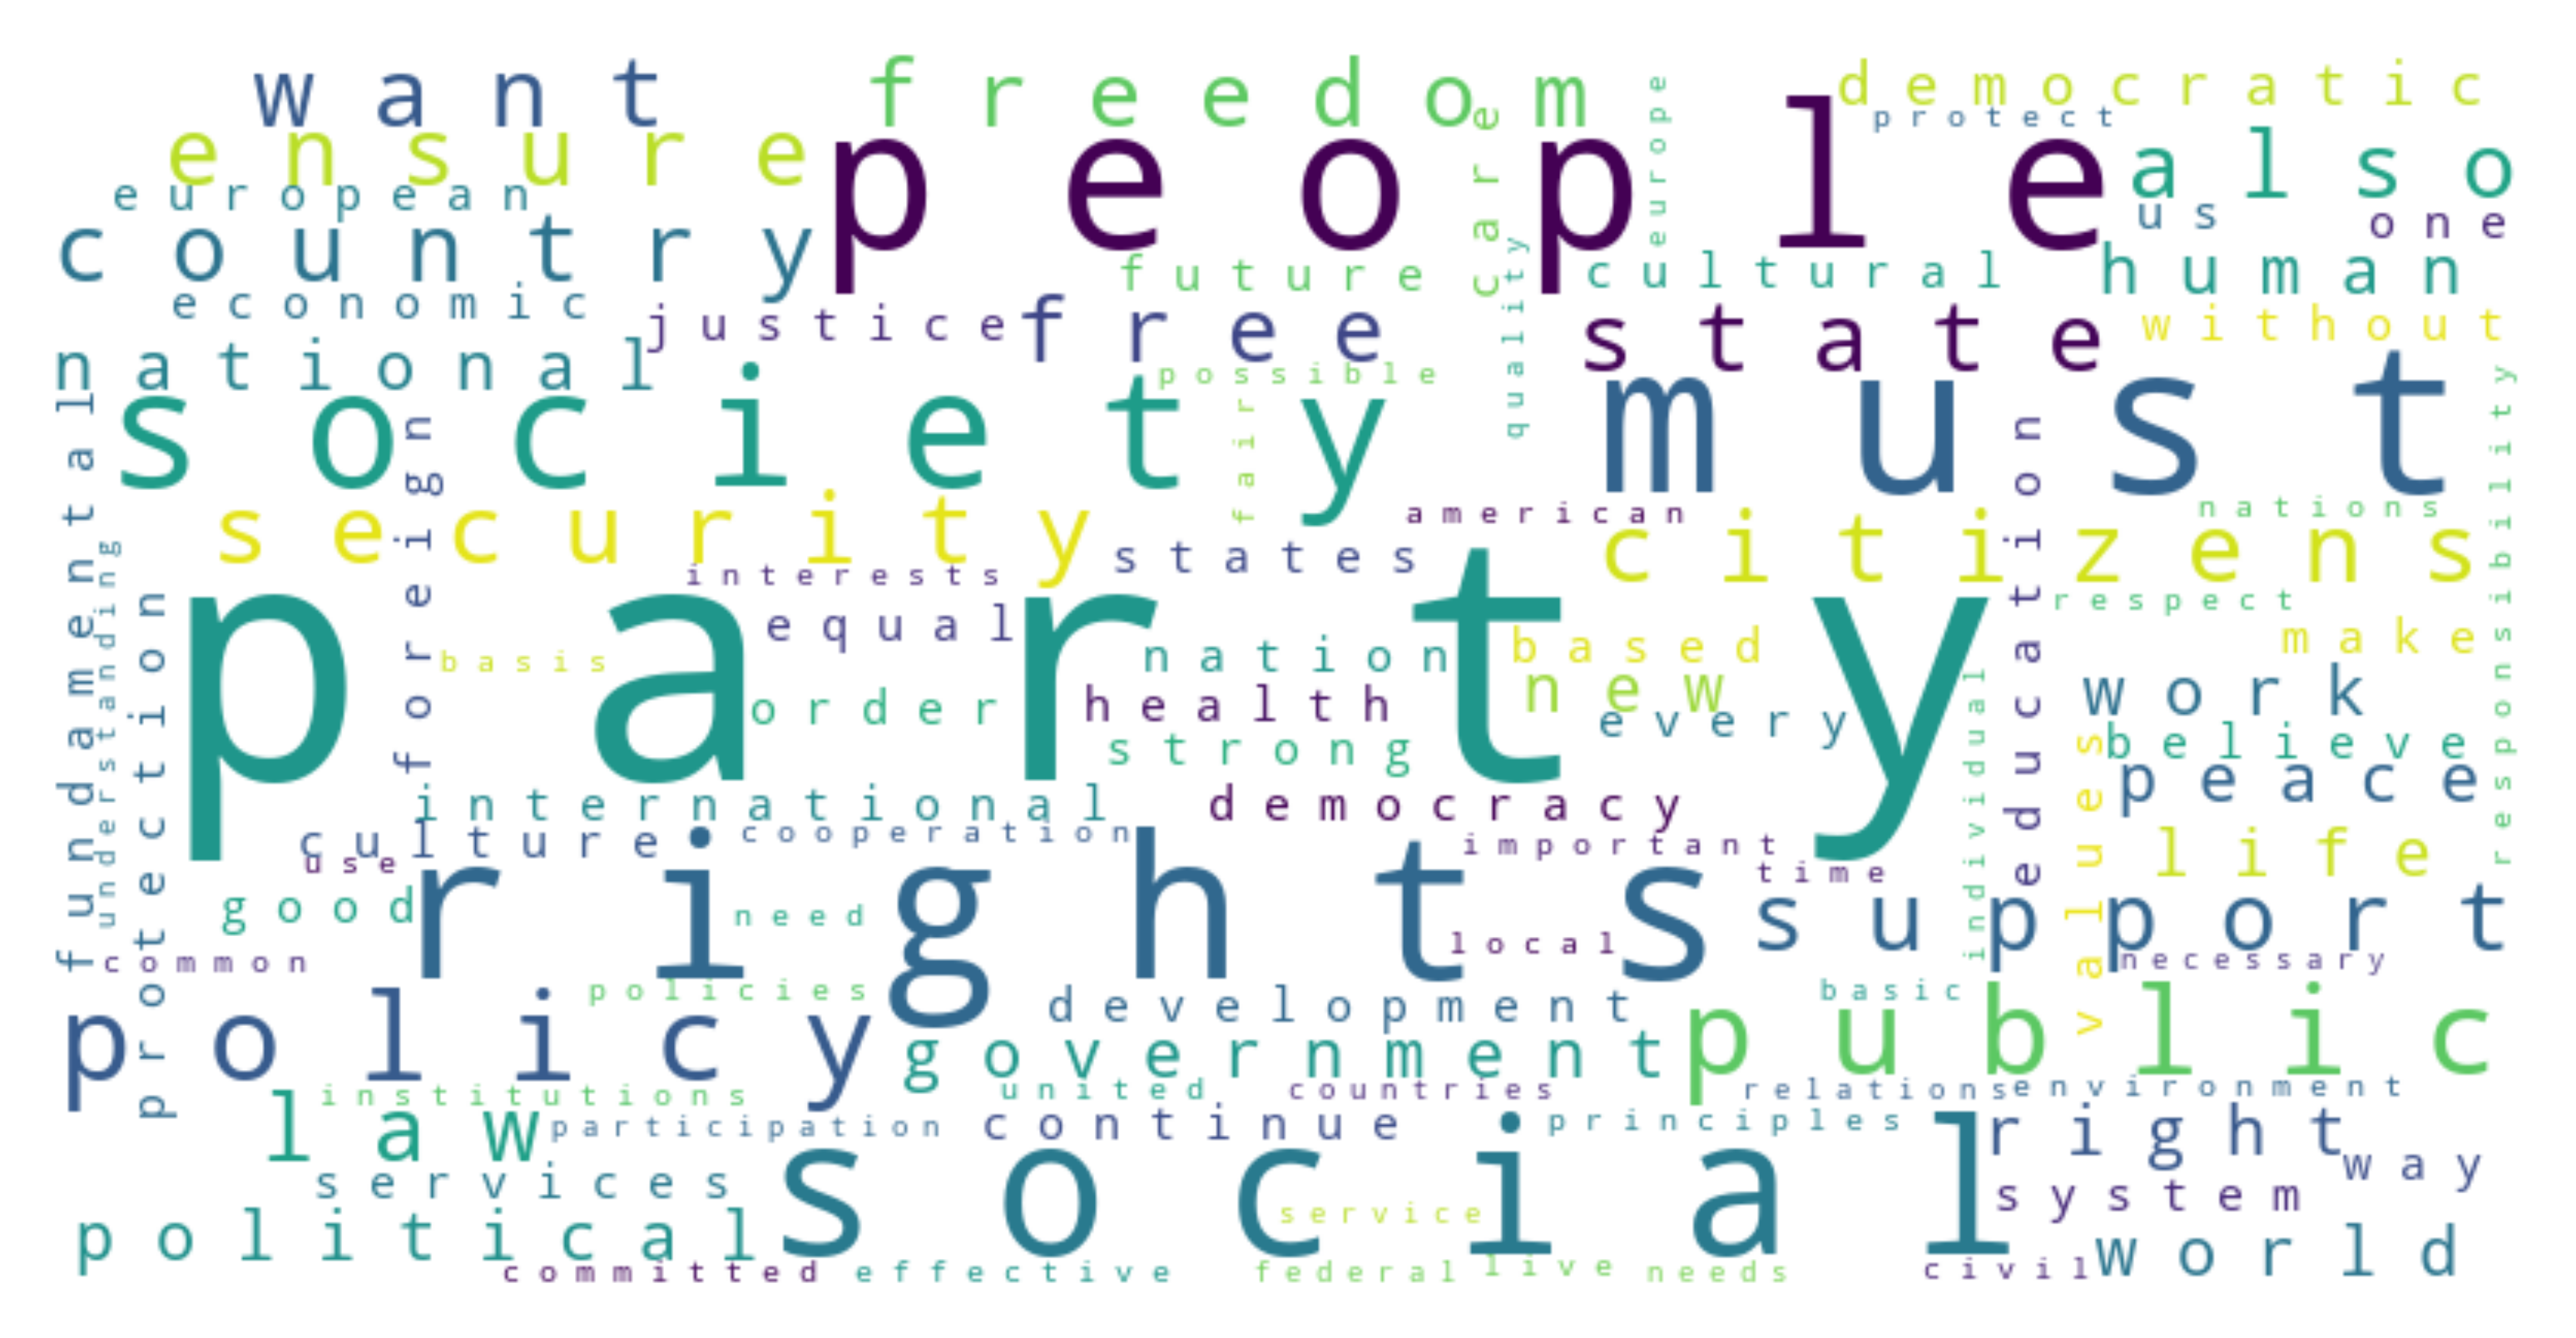 want
freedom
democratic
protect
europe
care
ensure
people
also
european
us
one
country
future
cultural
human
economic
justice
free
quality
state
without
national
possible
society
fair
must
responsibility
fundamental
foreign
education
security
american
nations
citizens
states
interests
understanding
protection
party
equal
respect
basis
nation
based
make
order
health
new
work
every
strong
individual
values
believe
peace
international
democracy
culture
cooperation
important
life
use
rights
time
good
need
support
local
common
necessary
policies
basic
policy
development
public
government
institutions
united
countries
relations
environment
law
participation
continue
principles
right
way
services
social
system
service
political
world
committed
effective
federal
live
needs
civil